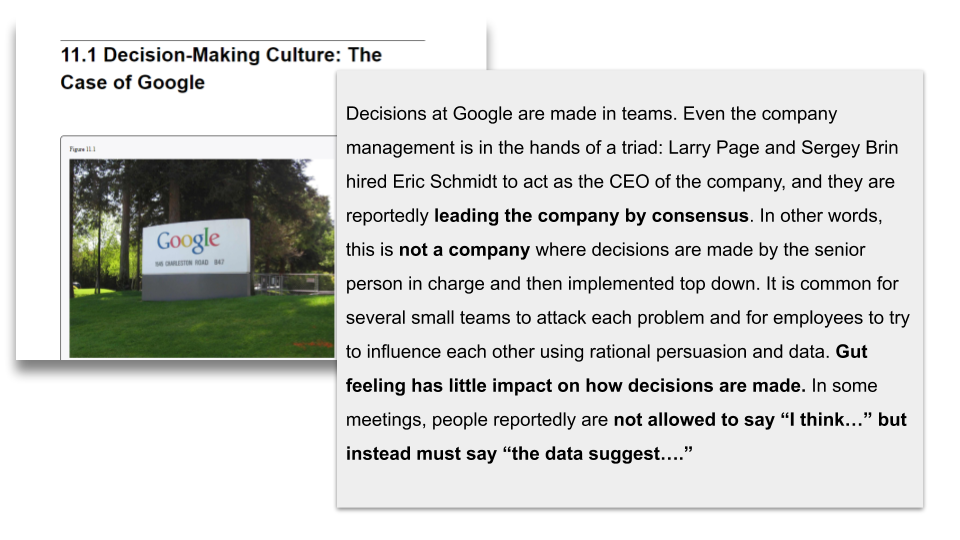 11.1 Decision-Making Culture: The
Case of Google
Figure 11.1
Google
Decisions at Google are made in teams. Even the company
management is in the hands of a triad: Larry Page and Sergey Brin
hired Eric Schmidt to act as the CEO of the company, and they are
reportedly leading the company by consensus. In other words,
this is not a company where decisions are made by the senior
person in charge and then implemented top down. It is common for
several small teams to attack each problem and for employees to try
to influence each other using rational persuasion and data. Gut
feeling has little impact on how decisions are made. In some
meetings, people reportedly are not allowed to say “I think…” but
instead must say “the data suggest….”